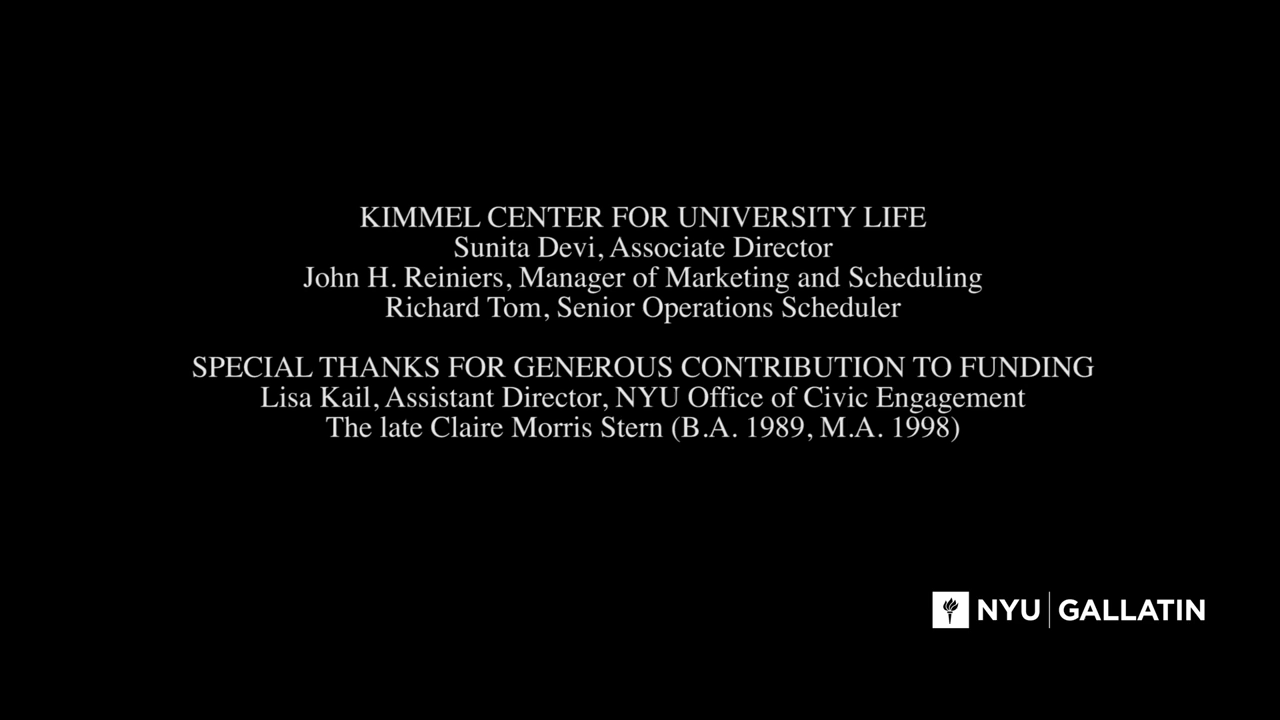 KIMMEL CENTER FOR UNIVERSITY LIFE
Sunita Devi, Associate Director
John H. Reiniers, Manager of Marketing and Scheduling
Richard Tom, Senior Operations Scheduler
SPECIAL THANKS FOR GENEROUS CONTRIBUTION TO FUNDING
Lisa Kail, Assistant Director, NYU Office of Civic Engagement
The late Claire Morris Stern (B.A. 1989, M.A. 1998)
NYU | GALLATIN